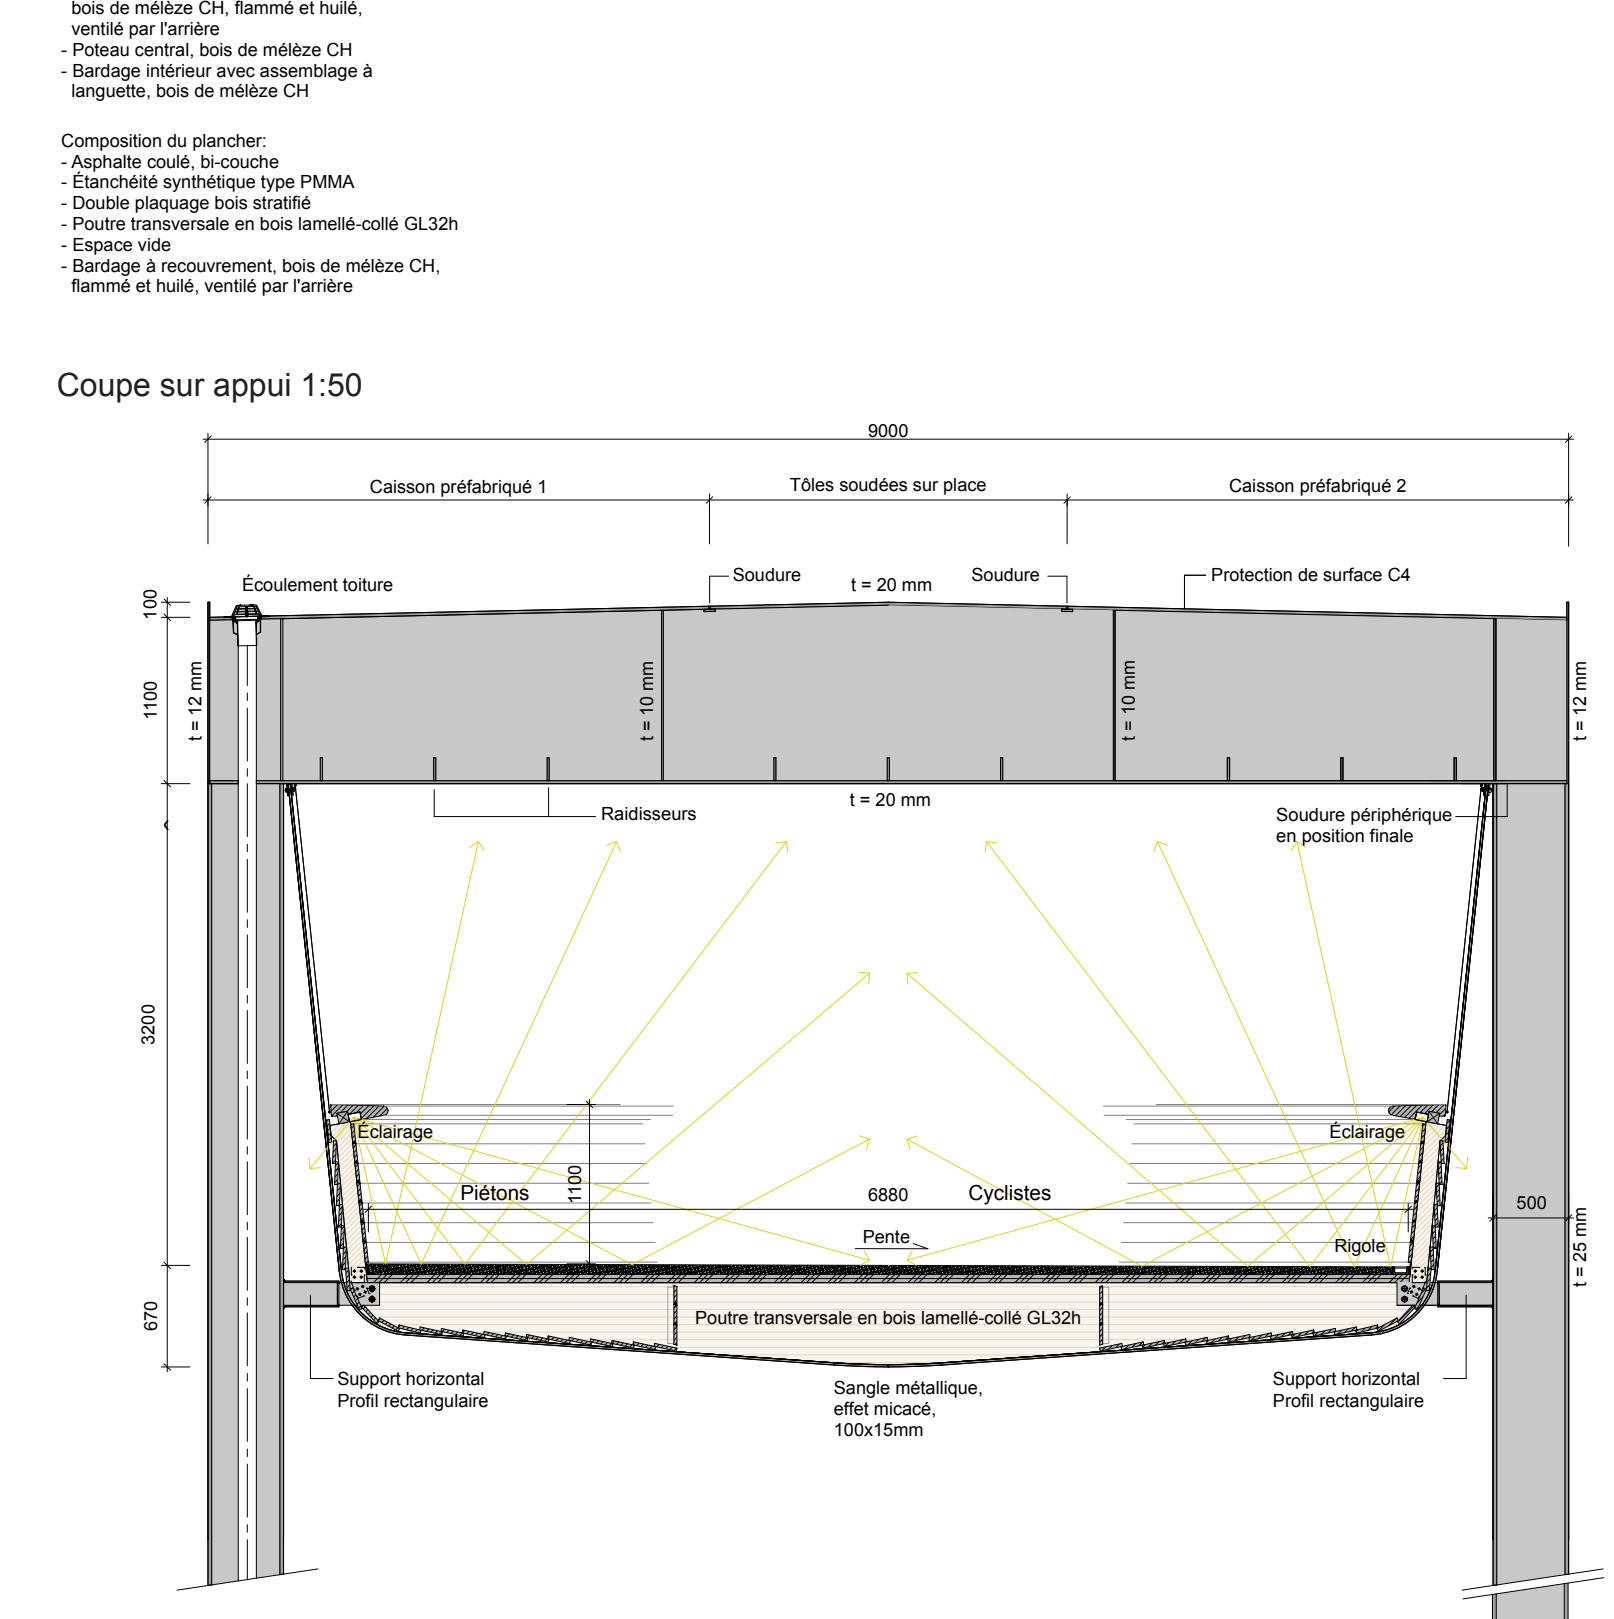 bois de mélèze CH, flammé et huilé,
ventilé par l'arrière
- Poteau central, bois de mélèze CH
- Bardage intérieur avec assemblage à
languette, bois de mélèze CH
Composition du plancher:
- Asphalte coulé, bi-couche
- Étanchéité synthétique type PMMA
- Double plaquage bois stratifié
- Poutre transversale en bois lamellé-collé GL32h
- Espace vide
- Bardage à recouvrement, bois de mélèze CH,
flammé et huilé, ventilé par l'arrière
Coupe sur appui 1:50
9000
Caisson préfabriqué 1
Tôles soudées sur place
Caisson préfabriqué 2
Écoulement toiture
Soudure
t = 20 mm
Soudure
Protection de surface C4
100
1100
t = 12 mm
t = 10 mm
t = 10 mm
t = 12 mm
Raidisseurs
t = 20 mm
Soudure périphérique
en position finale
3200
Éclairage
Éclairage
Piétons
1100
6880
Cyclistes
500
Pente
Rigole
t = 25 mm
670
Poutre transversale en bois lamellé-collé GL32h
Support horizontal
Profil rectangulaire
Sangle métallique,
effet micacé,
100x15mm
Support horizontal
Profil rectangulaire